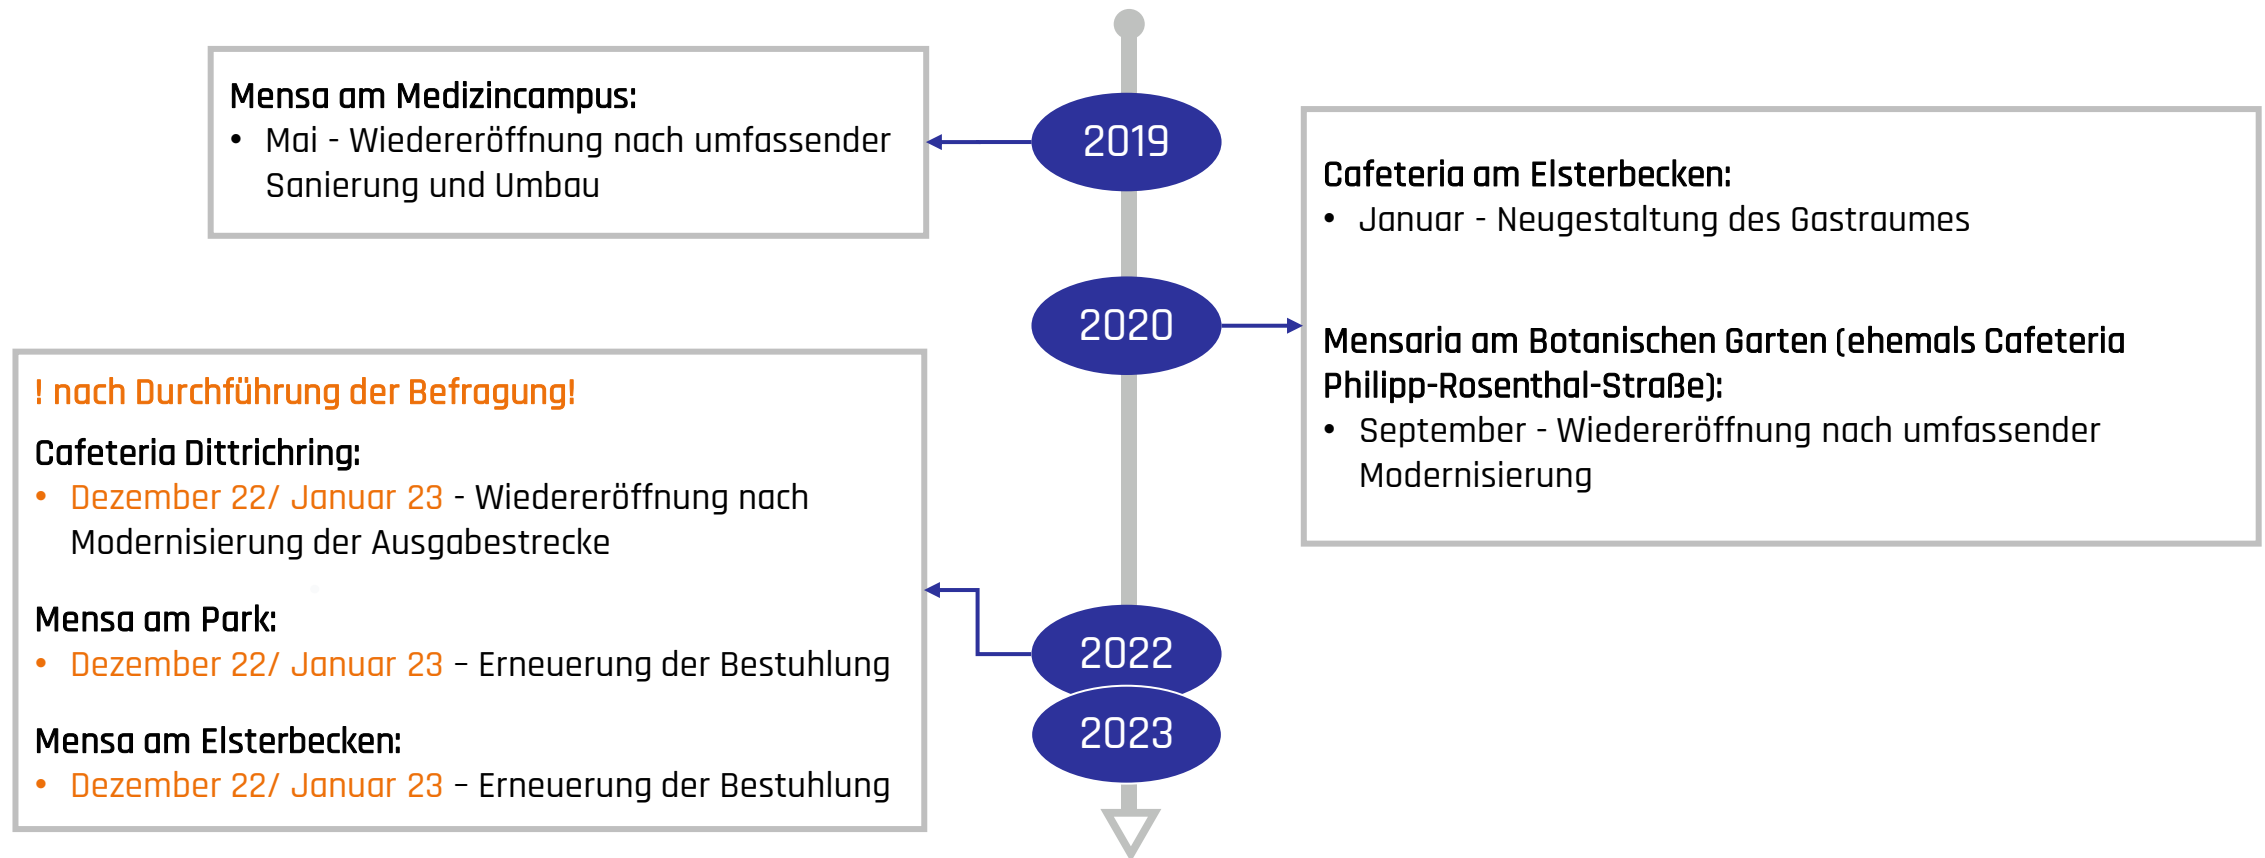 Mensa am Medizincampus:
• Mai - Wiedereröffnung nach umfassender
Sanierung und Umbau
2019
Cafeteria am Elsterbecken:
• Januar - Neugestaltung des Gastraumes
2020
Mensaria am Botanischen Garten (ehemals Cafeteria
Philipp-Rosenthal-Straße):
• September - Wiedereröffnung nach umfassender
Modernisierung
! nach Durchführung der Befragung!
Cafeteria Dittrichring:
• Dezember 22/ Januar 23 - Wiedereröffnung nach
Modernisierung der Ausgabestrecke
Mensa am Park:
• Dezember 22/ Januar 23 – Erneuerung der Bestuhlung
Mensa am Elsterbecken:
• Dezember 22/ Januar 23 – Erneuerung der Bestuhlung
2022
2023